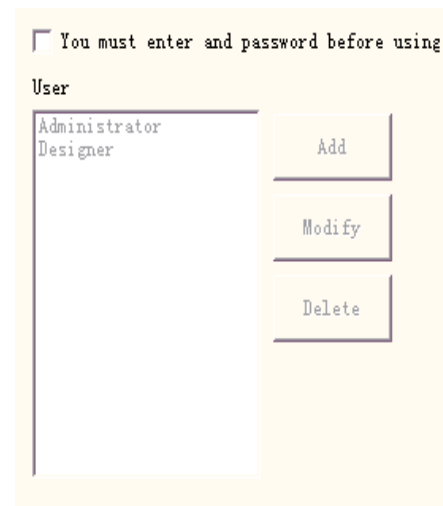 You must enter and password before using
User
Administrator
Designer
Add
Modify
Delete